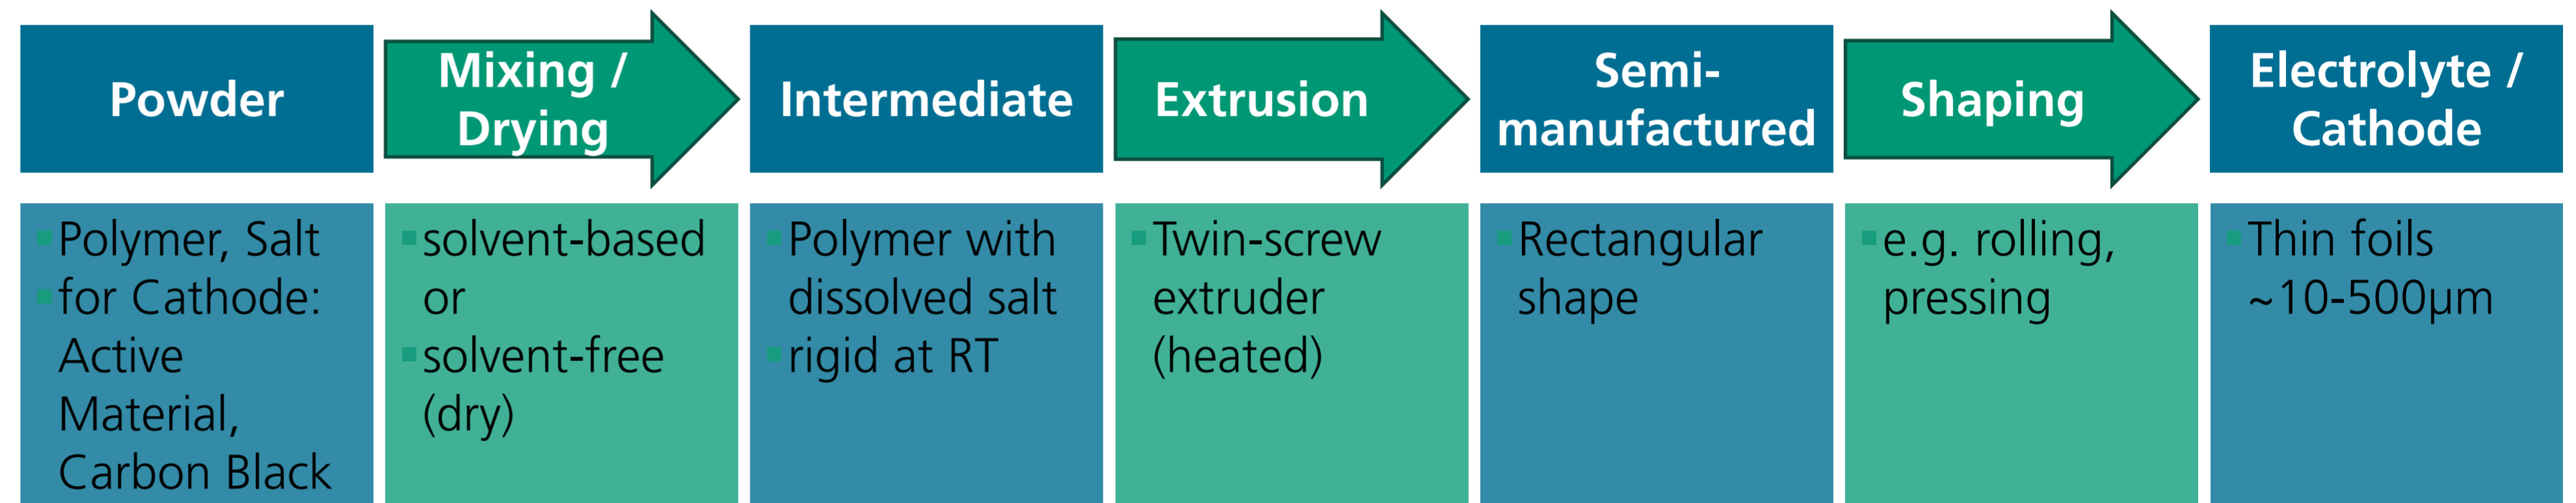 Powder
Mixing /
Drying
Intermediate
Extrusion
Semi-
manufactured
Shaping
Electrolyte /
Cathode
▪Polymer, Salt
▪for Cathode:
Active
Material,
Carbon Black
▪solvent-based
or
▪solvent-free
(dry)
▪Polymer with
dissolved salt
▪rigid at RT
▪Twin-screw
extruder
(heated)
▪Rectangular
shape
▪e.g. rolling,
pressing
▪Thin foils
~10-500µm